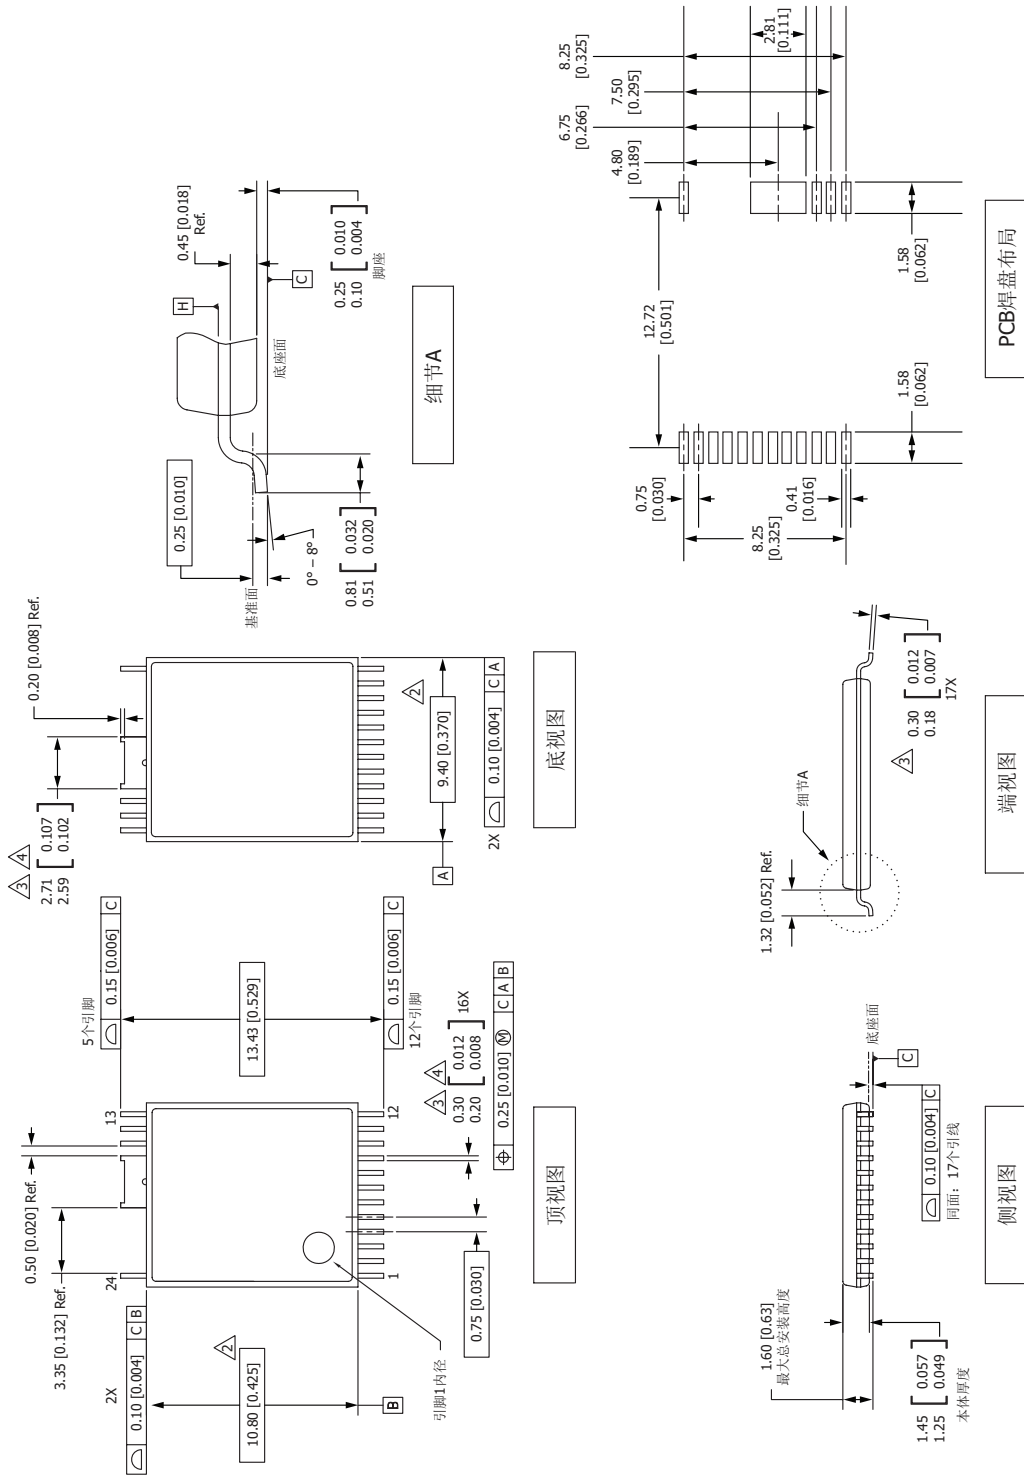 2X
⌓ 0.10 [0.004] C B
3.35 [0.132] Ref.
0.50 [0.020] Ref.
24
13
5个引脚
⌓ 0.15 [0.006] C
10.80 [0.425]
2
B
引脚1内径
1
12
0.75 [0.030]
13.43 [0.529]
⌓ 0.15 [0.006] C
12个引脚
3 4
0.30 [0.012]
0.20 [0.008]
16X
⌖ 0.25 [0.010] Ⓜ C A B
顶视图
3 4
2.71 [0.107]
2.59 [0.102]
0.20 [0.008] Ref.
A
9.40 [0.370]
2
2X
⌓ 0.10 [0.004] C A
底视图
0.25 [0.010]
基准面
0° – 8°
0.81 [0.032]
0.51 [0.020]
H
0.45 [0.018]
Ref.
底座面
C
0.25 [0.010]
0.10 [0.004]
脚座
细节A
1.60 [0.63]
最大总安装高度
1.45 [0.057]
1.25 [0.049]
本体厚度
底座面
C
⌓ 0.10 [0.004] C
同面：17个引线
侧视图
1.32 [0.052] Ref.
细节A
3
0.30 [0.012]
0.18 [0.007]
17X
端视图
0.75
[0.030]
8.25
[0.325]
0.41
[0.016]
1.58
[0.062]
12.72
[0.501]
4.80
[0.189]
6.75
[0.266]
7.50
[0.295]
8.25
[0.325]
2.81
[0.111]
1.58
[0.062]
PCB焊盘布局